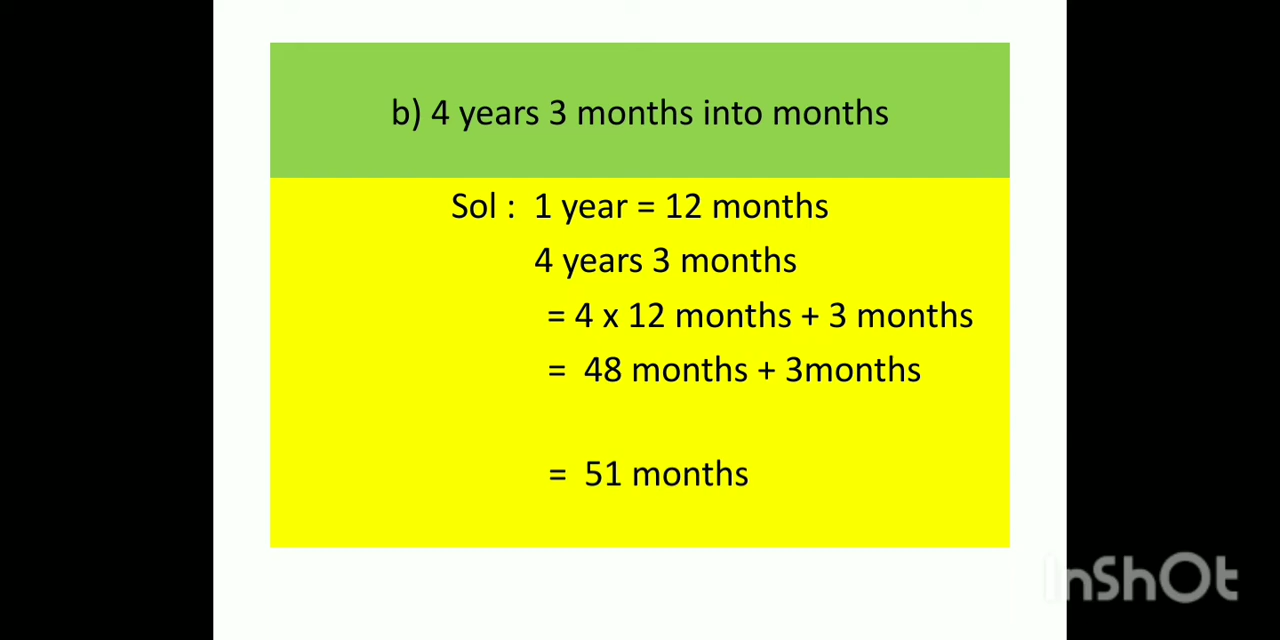 b) 4 years 3 months into months
Sol :  1 year = 12 months
4 years 3 months
= 4 x 12 months + 3 months
=  48 months + 3months
=  51 months
InShOt